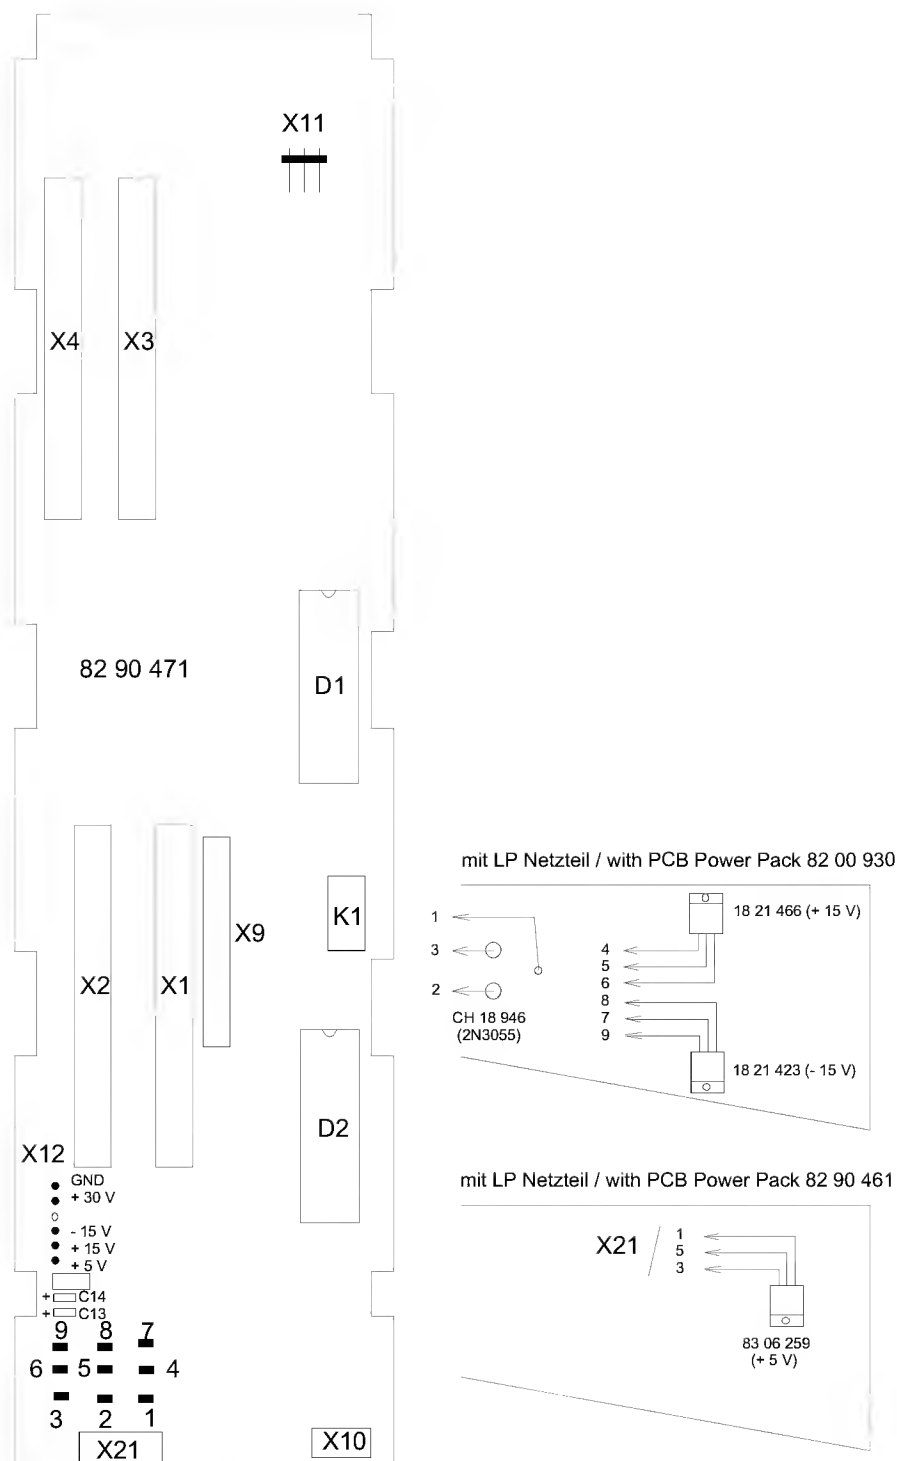 X11
X4
X3
82 90 471
D1
K1
X9
X2
X1
D2
X12
GND
+ 30 V
- 15 V
+ 15 V
+ 5 V
+ C14
+ C13
9 8 7
6 5 4
3 2 1
X21
X10
mit LP Netzteil / with PCB Power Pack 82 00 930
1
3
2
CH 18 946
(2N3055)
18 21 466 (+ 15 V)
4
5
6
8
7
9
18 21 423 (- 15 V)
mit LP Netzteil / with PCB Power Pack 82 90 461
X21 /
1
5
3
83 06 259
(+ 5 V)